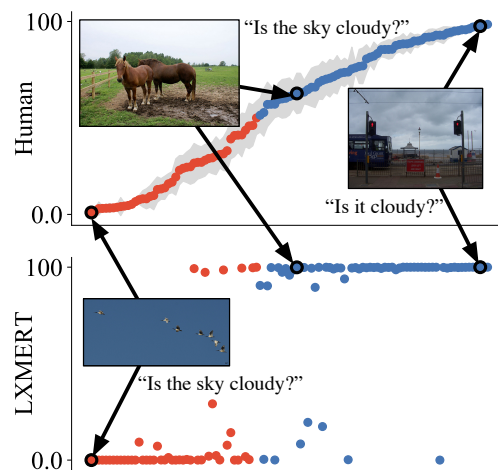 100
"Is the sky cloudy?"
Human
"Is it cloudy?"
0.0
100
LXMERT
"Is the sky cloudy?"
0.0